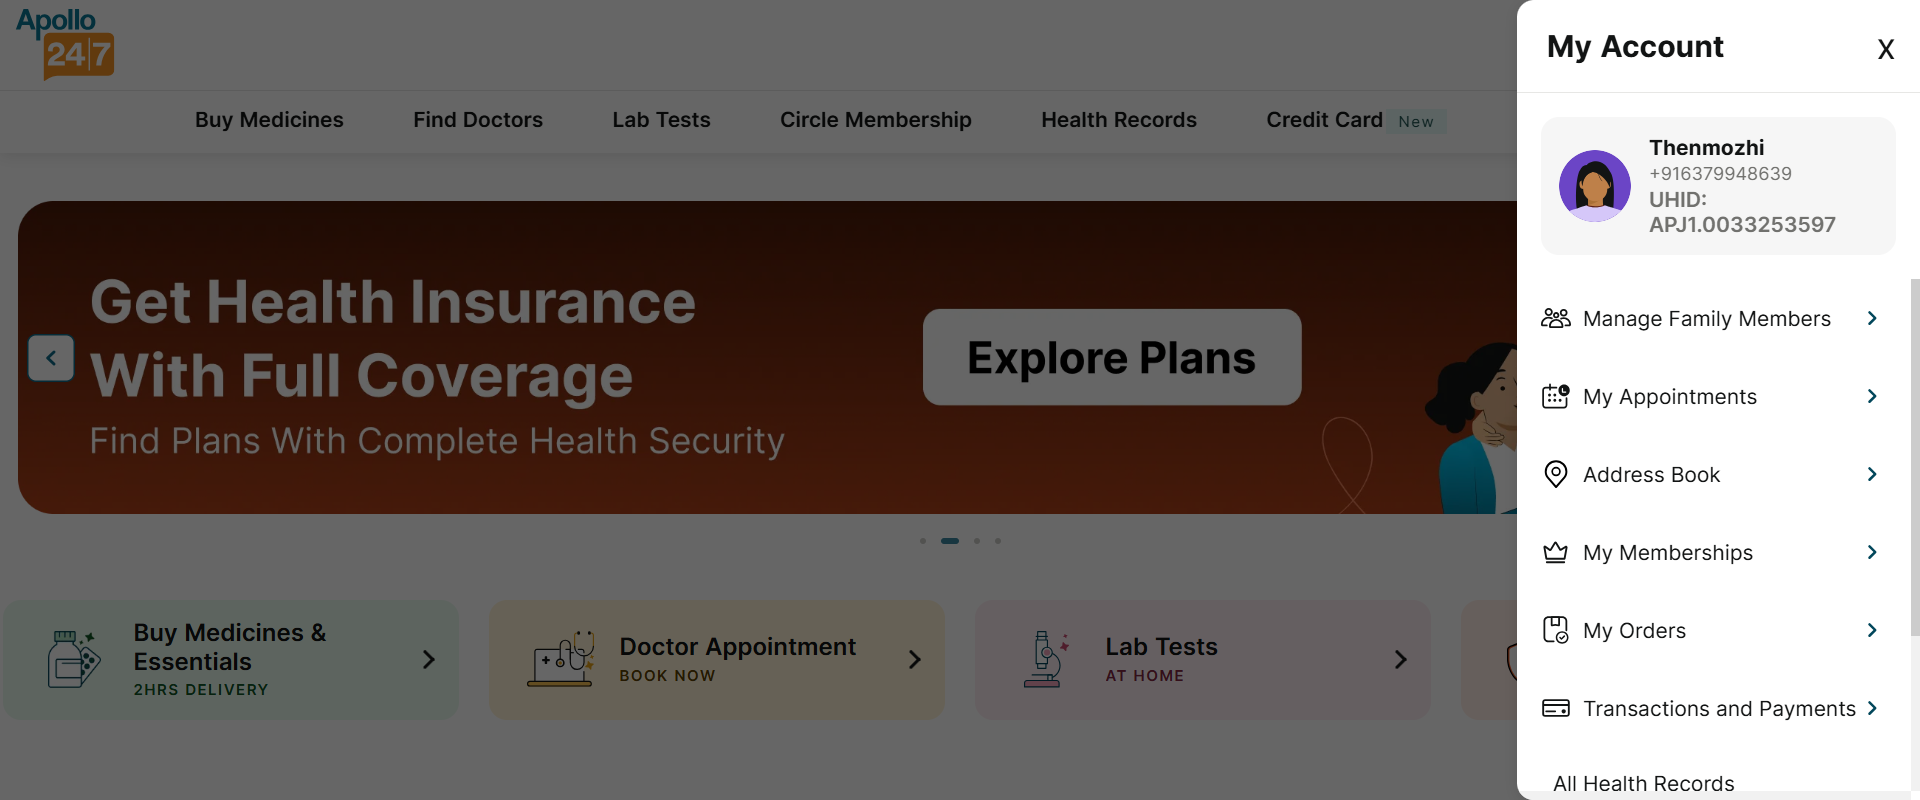 Apollo
24|7
Buy Medicines
Find Doctors
Lab Tests
Circle Membership
Health Records
Credit Card
New
Get Health Insurance
With Full Coverage
Find Plans With Complete Health Security
Explore Plans
Buy Medicines &
Essentials
2HRS DELIVERY
Doctor Appointment
BOOK NOW
Lab Tests
AT HOME
My Account
X
Thenmozhi
+916379948639
UHID:
APJ1.0033253597
Manage Family Members
My Appointments
Address Book
My Memberships
My Orders
Transactions and Payments
All Health Records